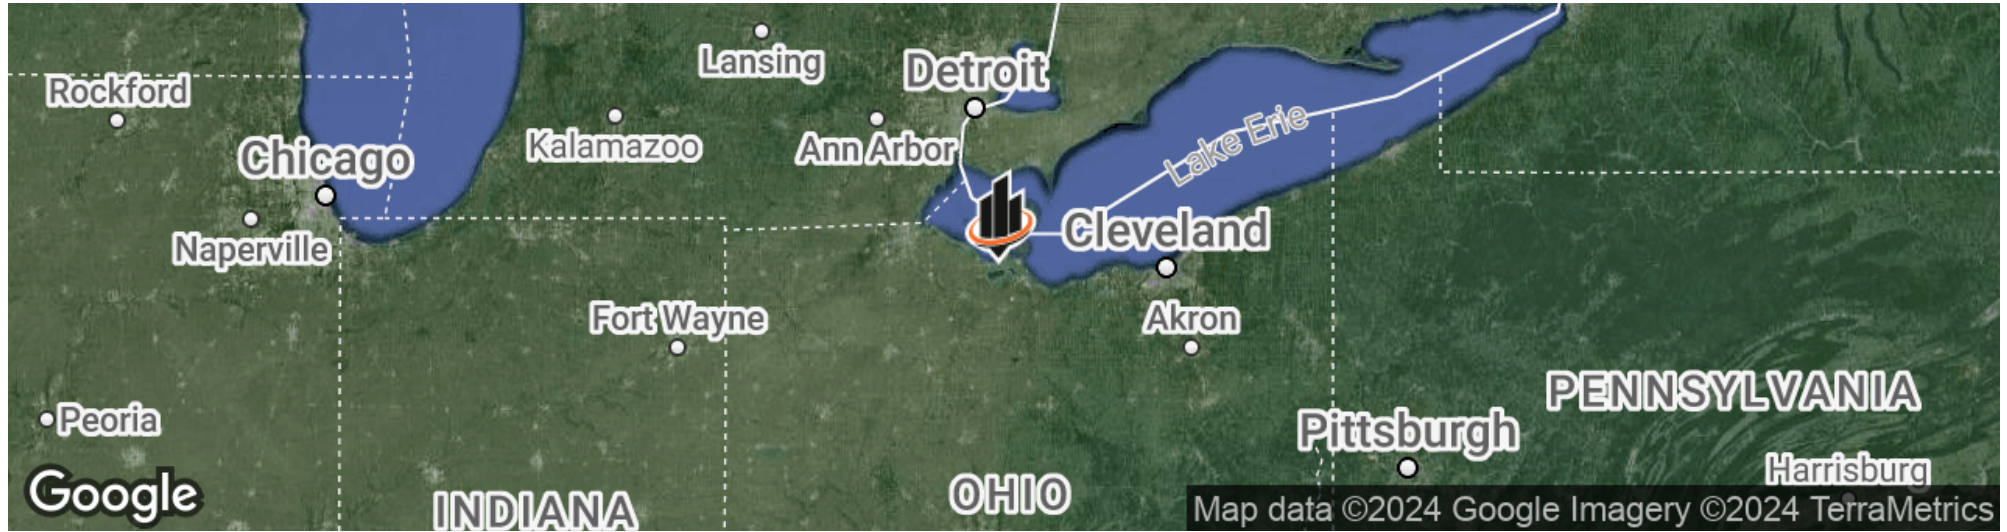 Lansing
Detroit
Rockford
Lake Erie
Kalamazoo
Ann Arbor
Chicago
Cleveland
Naperville
Fort Wayne
Akron
PENNSYLVANIA
Peoria
Pittsburgh
Harrisburg
Google
INDIANA
OHIO
Map data ©2024 Google Imagery ©2024 TerraMetrics